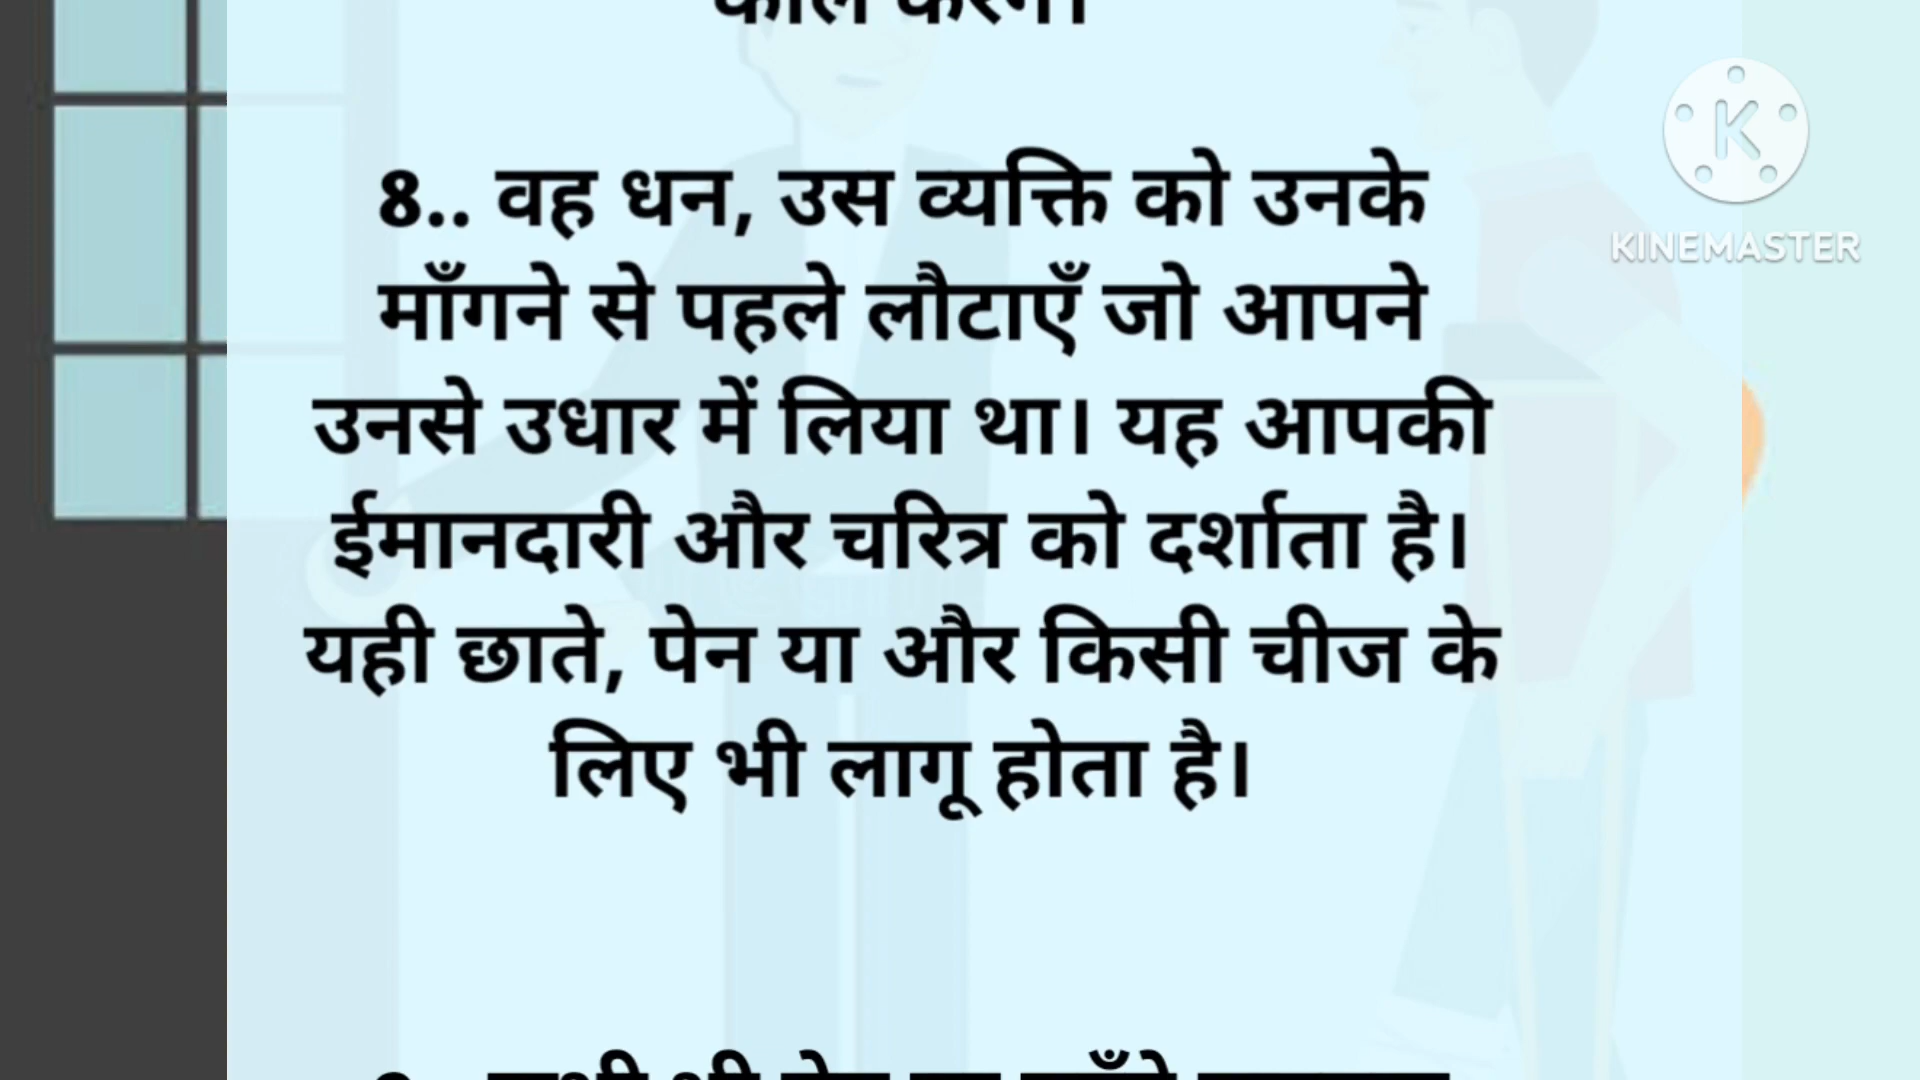 8.. वह धन, उस व्यक्ति को उनके
माँगने से पहले लौटाएँ जो आपने
उनसे उधार में लिया था। यह आपकी
ईमानदारी और चरित्र को दर्शाता है।
यही छाते, पेन या और किसी चीज के
लिए भी लागू होता है।
K
KINEMASTER